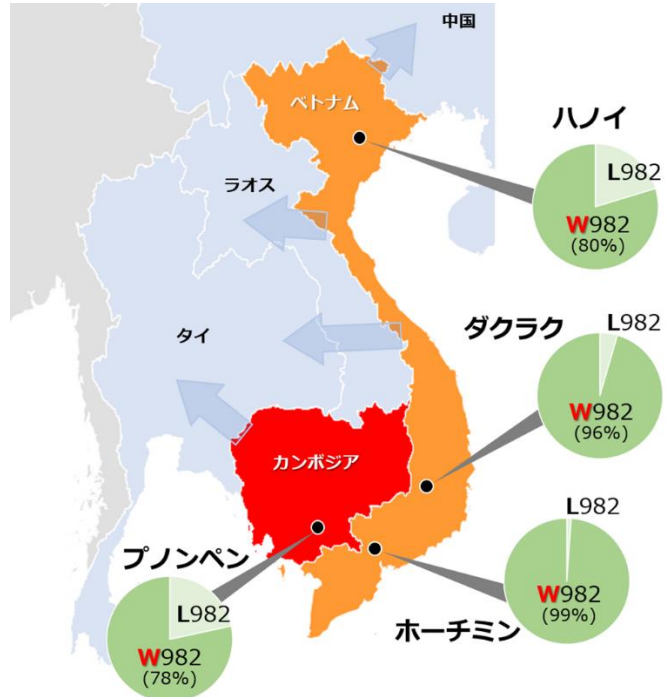 中国
ベトナム
ハノイ
L982
W982
(80%)
ラオス
ダクラク
L982
W982
(96%)
タイ
カンボジア
L982
W982
(99%)
ホーチミン
プノンペン
L982
W982
(78%)